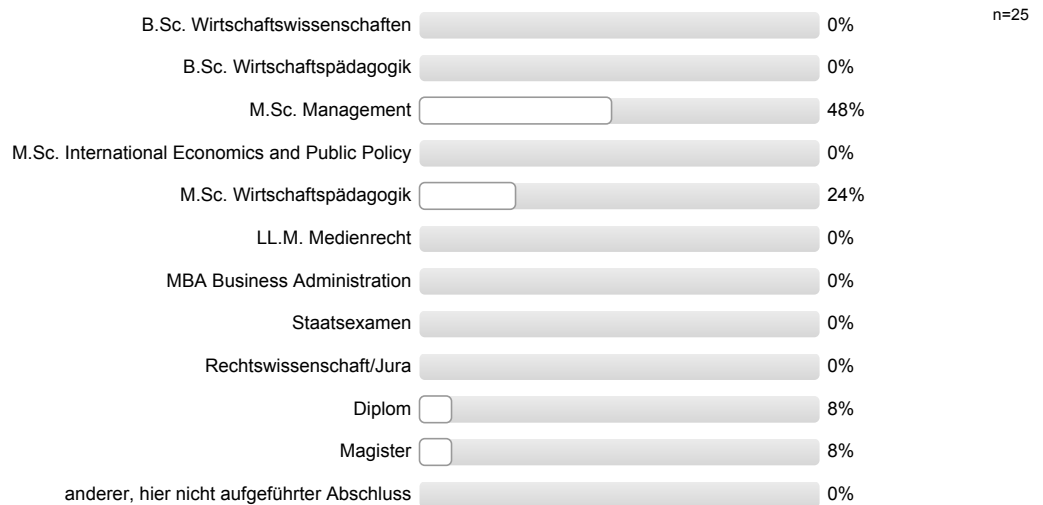 B.Sc. Wirtschaftswissenschaften 0% n=25
B.Sc. Wirtschaftspädagogik 0%
M.Sc. Management 48%
M.Sc. International Economics and Public Policy 0%
M.Sc. Wirtschaftspädagogik 24%
LL.M. Medienrecht 0%
MBA Business Administration 0%
Staatsexamen 0%
Rechtswissenschaft/Jura 0%
Diplom 8%
Magister 8%
anderer, hier nicht aufgeführter Abschluss 0%